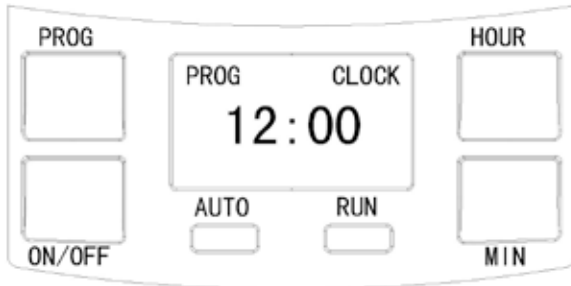 PROG
HOUR
PROG CLOCK
12:00
AUTO RUN
ON/OFF
MIN